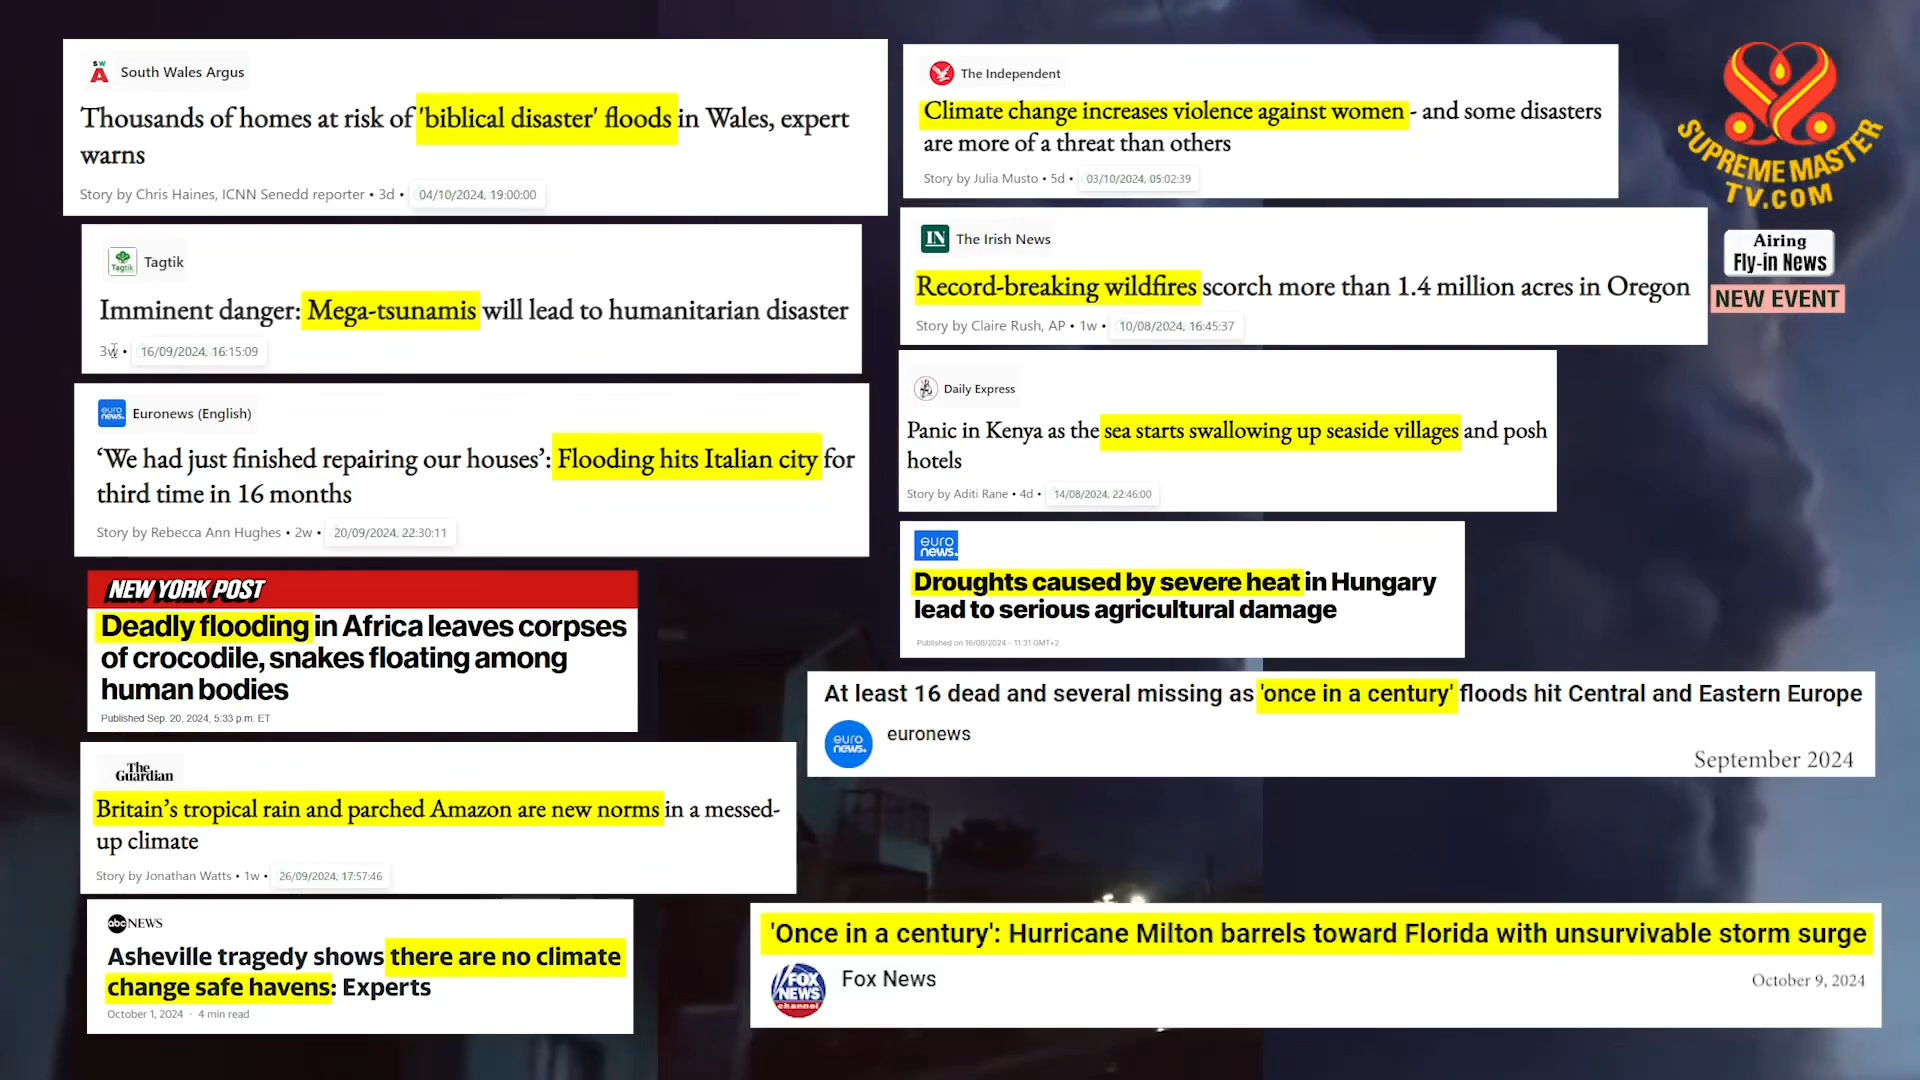 South Wales Argus
Thousands of homes at risk of 'biblical disaster' floods in Wales, expert
warns
Story by Chris Haines, ICNN Senedd reporter • 3d • 04/10/2024, 19:00:00
Tagtik
Imminent danger: Mega-tsunamis will lead to humanitarian disaster
3w • 16/09/2024, 16:15:09
euro
news.
Euronews (English)
‘We had just finished repairing our houses’: Flooding hits Italian city for
third time in 16 months
Story by Rebecca Ann Hughes • 2w • 20/09/2024, 22:30:11
NEW YORK POST
Deadly flooding in Africa leaves corpses
of crocodile, snakes floating among
human bodies
Published Sep. 20, 2024, 5:33 p.m. ET
The
Guardian
Britain’s tropical rain and parched Amazon are new norms in a messed-
up climate
Story by Jonathan Watts • 1w • 26/09/2024, 17:57:46
abc NEWS
Asheville tragedy shows there are no climate
change safe havens: Experts
October 1, 2024 · 4 min read
The Independent
Climate change increases violence against women - and some disasters
are more of a threat than others
Story by Julia Musto • 5d • 03/10/2024, 05:02:39
IN The Irish News
Record-breaking wildfires scorch more than 1.4 million acres in Oregon
Story by Claire Rush, AP • 1w • 10/08/2024, 16:45:37
Daily Express
Panic in Kenya as the sea starts swallowing up seaside villages and posh
hotels
Story by Aditi Rane • 4d • 14/08/2024, 22:46:00
euro
news.
Droughts caused by severe heat in Hungary
lead to serious agricultural damage
Published on 16/08/2024 - 11:31 GMT+2
At least 16 dead and several missing as 'once in a century' floods hit Central and Eastern Europe
euro
news.
euronews
September 2024
'Once in a century': Hurricane Milton barrels toward Florida with unsurvivable storm surge
FOX
NEWS
channel
Fox News
October 9, 2024
SUPREME MASTER
TV.COM
Airing
Fly-in News
NEW EVENT